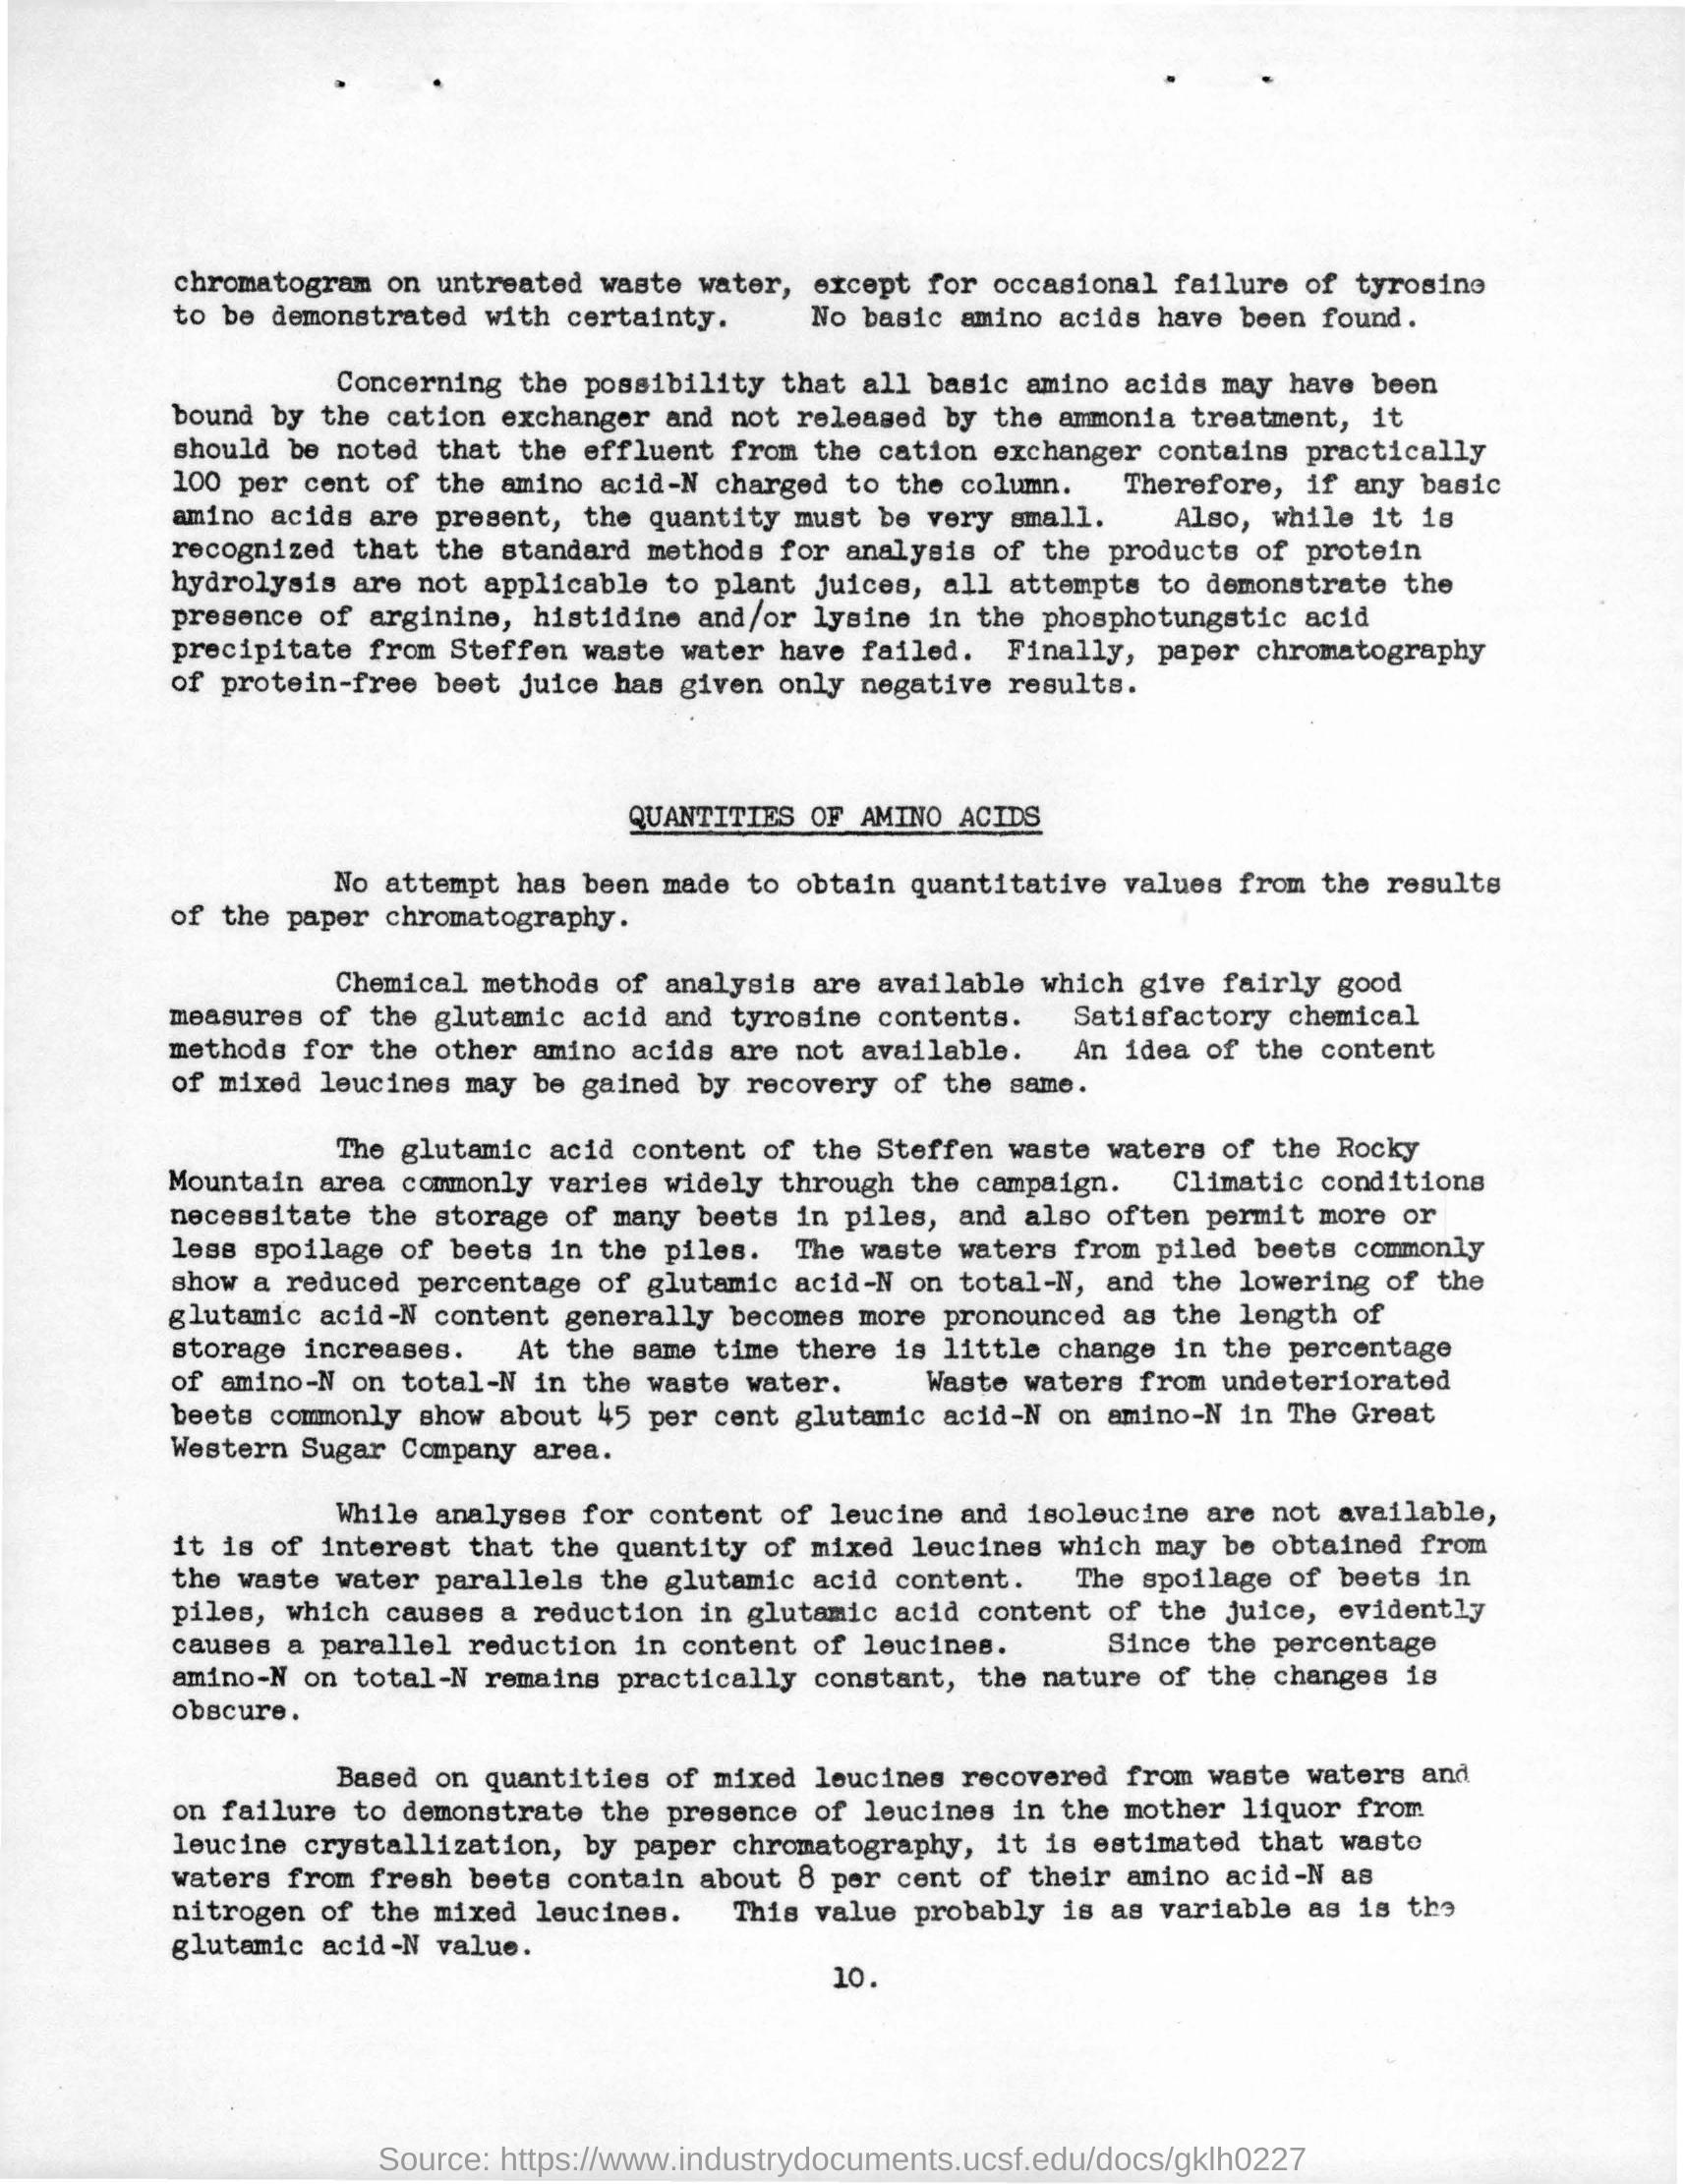 chromatogram on untreated waste water, except for occasional failure of tyrosine
to be demonstrated with certainty. No basic amino acids have been found.
Concerning the possibility that all basic amino acids may have been
bound by the cation exchanger and not released by the ammonia treatment, it
should be noted that the effluent from the cation exchanger contains practically
100 per cent of the amino acid-N charged to the column. Therefore, if any basic
amino acids are present, the quantity must be very small. Also, while it is
recognized that the standard methods for analysis of the products of protein
hydrolysis are not applicable to plant juices, all attempts to demonstrate the
presence of arginine, histidine and/or lysine in the phosphotungstic acid
precipitate from Steffen waste water have failed. Finally, paper chromatography
of protein-free beet juice has given only negative results.
QUANTITIES OF AMINO ACIDS
No attempt has been made to obtain quantitative values from the results
of the paper chromatography.
Chemical methods of analysis are available which give fairly good
measures of the glutamic acid and tyrosine contents. Satisfactory chemical
methods for the other amino acids are not available. An idea of the content
of mixed leucines may be gained by recovery of the same.
The glutamic acid content of the Steffen waste waters of the Rocky
Mountain area commonly varies widely through the campaign. Climatic conditions
necessitate the storage of many beets in piles, and also often permit more or
less spoilage of beets in the piles. The waste waters from piled beets commonly
show a reduced percentage of glutamic acid-N on total-N, and the lowering of the
glutamic acid-N content generally becomes more pronounced as the length of
storage increases. At the same time there is little change in the percentage
of amino-N on total-N in the waste water. Waste waters from undeteriorated
beets commonly show about 45 per cent glutamic acid-N on amino-N in The Great
Western Sugar Company area.
While analyses for content of leucine and isoleucine are not available,
it is of interest that the quantity of mixed leucines which may be obtained from
the waste water parallels the glutamic acid content. The spoilage of beets in
piles, which causes a reduction in glutamic acid content of the juice, evidently
causes a parallel reduction in content of leucines. Since the percentage
amino-N on total-N remains practically constant, the nature of the changes is
obscure.
Based on quantities of mixed leucines recovered from waste waters and
on failure to demonstrate the presence of leucines in the mother liquor from
leucine crystallization, by paper chromatography, it is estimated that waste
waters from fresh beets contain about 8 per cent of their amino acid-N as
nitrogen of the mixed leucines. This value probably is as variable as is the
glutamic acid-N value.
10.
Source: https://www.industrydocuments.ucsf.edu/docs/gklh0227